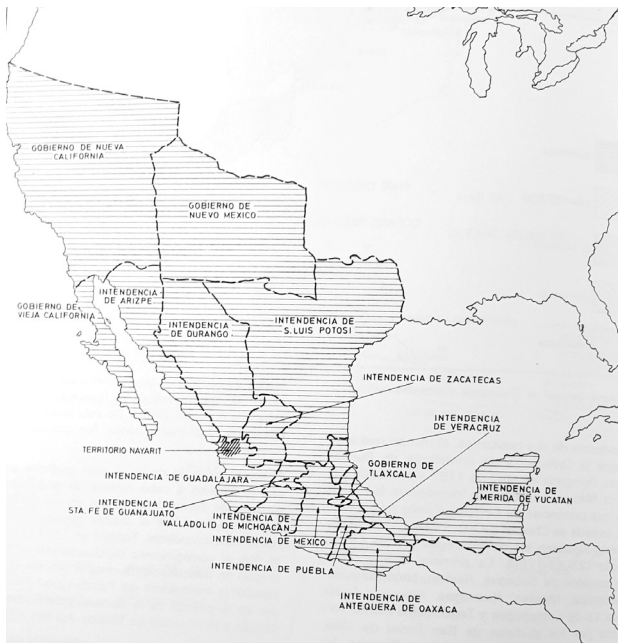 GOBIERNO DE NUEVA
CALIFORNIA
GOBIERNO DE
NUEVO MEXICO
INTENDENCIA
DE ARIZPE
GOBIERNO DE
VIEJA CALIFORNIA
INTENDENCIA
DE DURANGO
INTENDENCIA DE
S.LUIS POTOSI
INTENDENCIA DE ZACATECAS
INTENDENCIA
DE VERACRUZ
TERRITORIO NAYARIT
GOBIERNO DE
TLAXCALA
INTENDENCIA DE GUADALAJARA
INTENDENCIA DE
MERIDA DE YUCATAN
INTENDENCIA DE
STA. FE DE GUANAJUATO
INTENDENCIA DE
VALLADOLID DE MICHOACAN
INTENDENCIA DE MEXICO
INTENDENCIA DE PUEBLA
INTENDENCIA DE
ANTEQUERA DE OAXACA